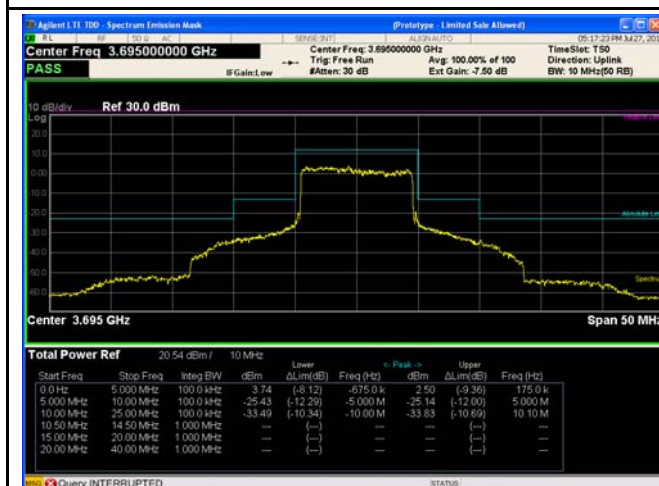 Agilent LTE TDD - Spectrum Emission Mask (Prototype - Limited Sale Allowed)
RL RF 50 Ω AC SENSE:INT ALIGN AUTO 05:17:23 PM Jul 27, 201
Center Freq 3.695000000 GHz Center Freq: 3.695000000 GHz TimeSlot: TS0
Trig: Free Run Avg: 100.00% of 100 Direction: Uplink
PASS IFGain:Low #Atten: 30 dB Ext Gain: -7.50 dB BW: 10 MHz(50 RB)
10 dB/div Ref 30.0 dBm
Log
20.0
10.0
0.00
-10.0
-20.0
Absolute Lim
-30.0
-40.0
-50.0
Spectru
-60.0
Center 3.695 GHz Span 50 MHz
Total Power Ref 20.54 dBm / 10 MHz
Lower <- Peak -> Upper
Start Freq Stop Freq Integ BW dBm ΔLim(dB) Freq (Hz) dBm ΔLim(dB) Freq (Hz)
0.0 Hz 5.000 MHz 100.0 kHz 3.74 (-8.12) -675.0 k 2.50 (-9.36) 175.0 k
5.000 MHz 10.00 MHz 100.0 kHz -25.43 (-12.29) -5.000 M -25.14 (-12.00) 5.000 M
10.00 MHz 25.00 MHz 100.0 kHz -33.49 (-10.34) -10.00 M -33.83 (-10.69) 10.10 M
10.50 MHz 14.50 MHz 1.000 MHz --- (---) --- --- (---) ---
15.00 MHz 20.00 MHz 1.000 MHz --- (---) --- --- (---) ---
20.00 MHz 40.00 MHz 1.000 MHz --- (---) --- --- (---) ---
MSG Query INTERRUPTED STATUS